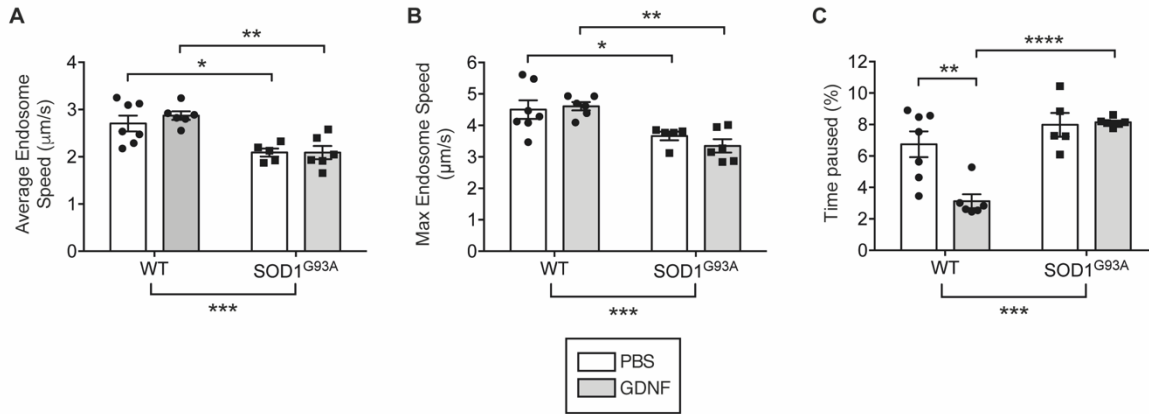 A
Average Endosome
Speed (μm/s)
4
3
2
1
0
*
**
WT
SOD1G93A
***
B
Max Endosome Speed
(μm/s)
6
5
4
3
2
1
0
*
**
WT
SOD1G93A
***
C
Time paused (%)
12
10
8
6
4
2
0
**
****
WT
SOD1G93A
***
PBS
GDNF